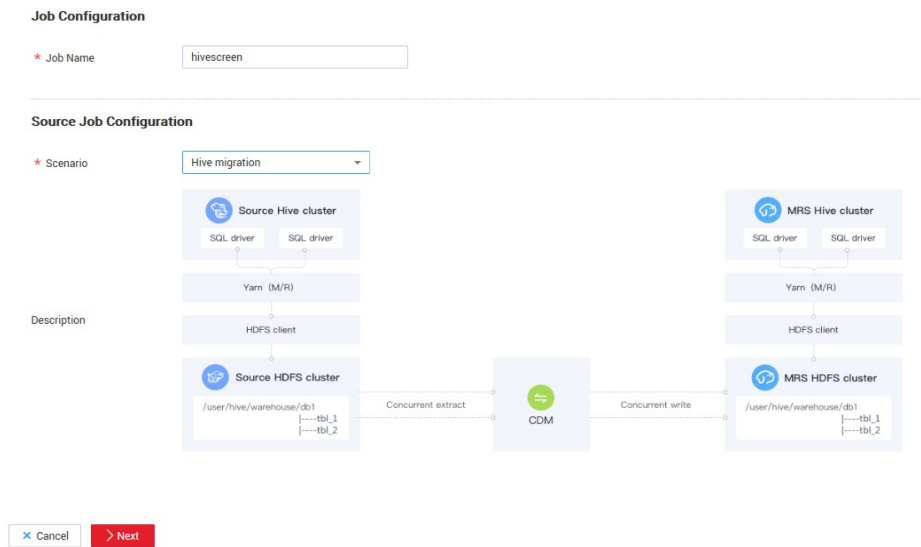 Job Configuration
* Job Name
hivescreen
Source Job Configuration
* Scenario
Hive migration
Source Hive cluster
SQL driver
SQL driver
Yarn (M/R)
HDFS client
Source HDFS cluster
/user/hive/warehouse/db1
|----tbl_1
|----tbl_2
Concurrent extract
CDM
Concurrent write
MRS Hive cluster
SQL driver
SQL driver
Yarn (M/R)
HDFS client
MRS HDFS cluster
/user/hive/warehouse/db1
|----tbl_1
|----tbl_2
Description
× Cancel
> Next